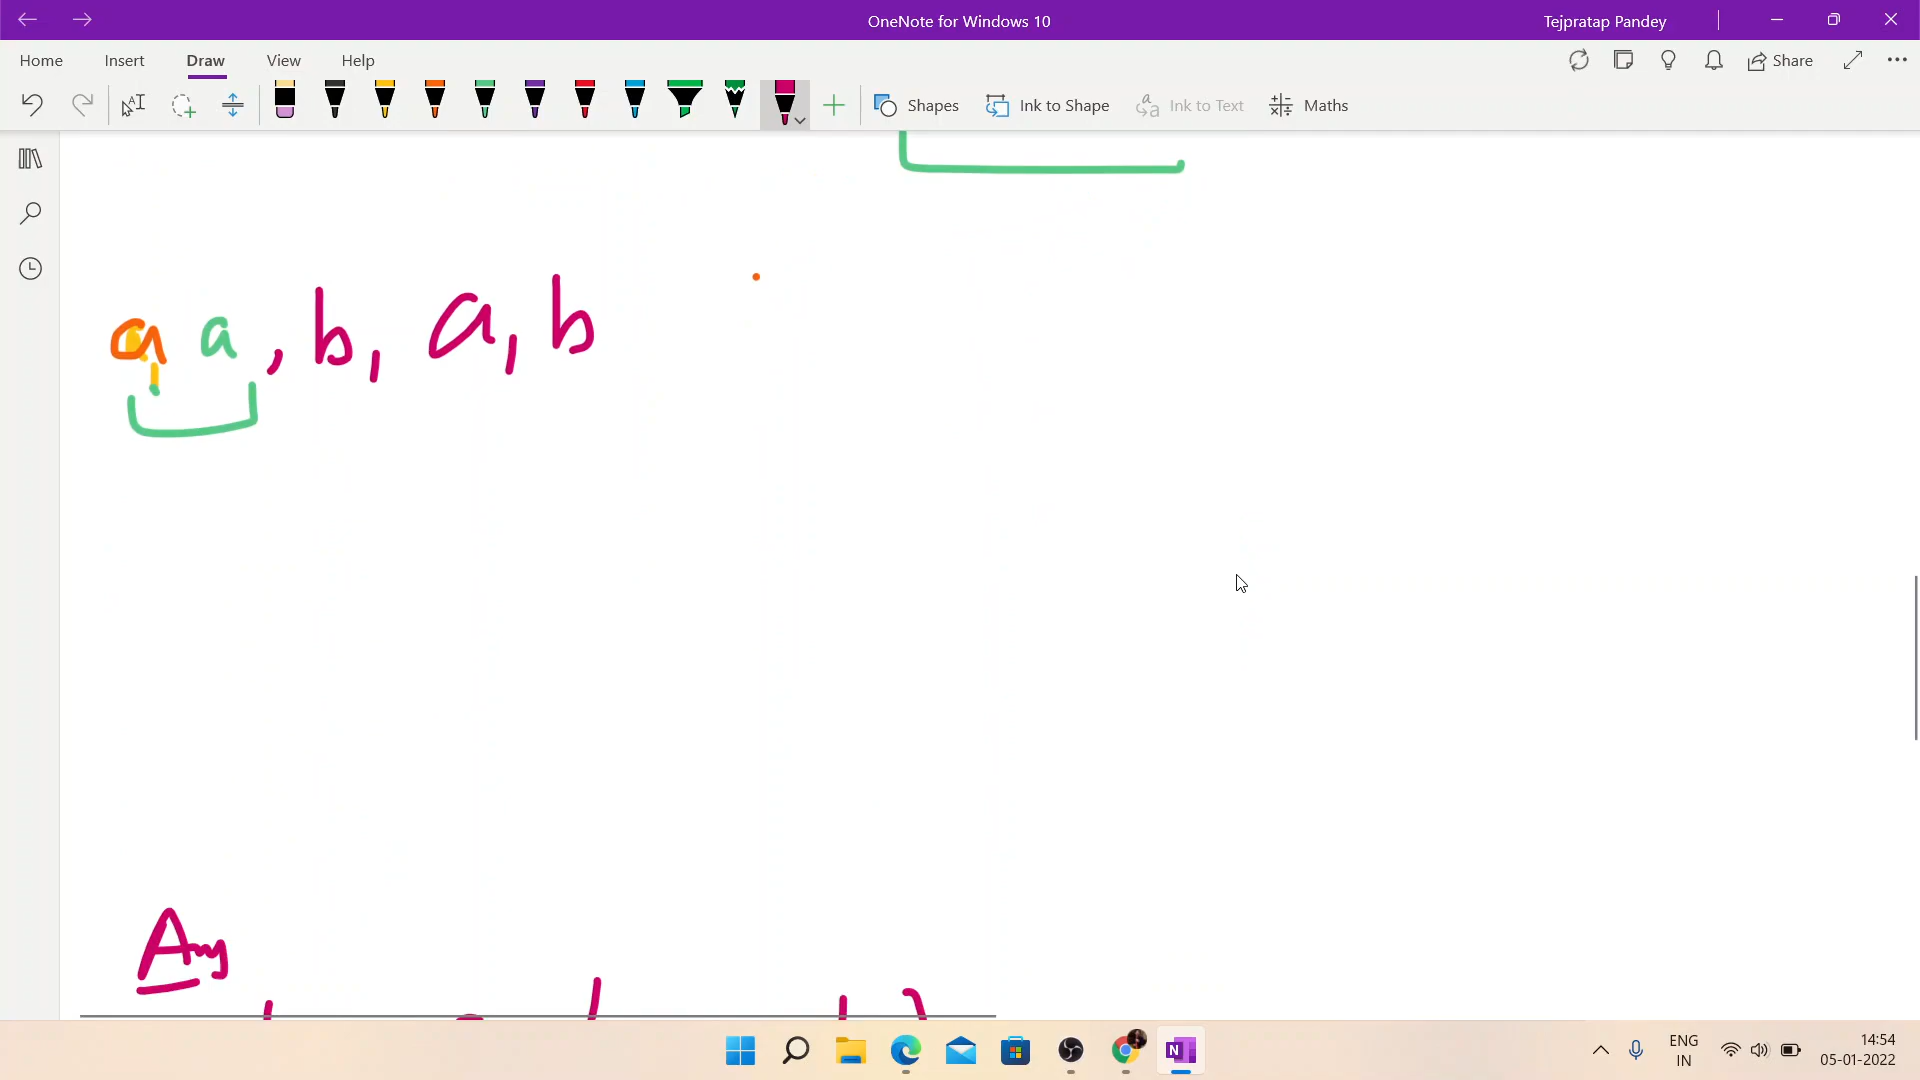 OneNote for Windows 10
Tejpratap Pandey
Home Insert Draw View Help
Share
Shapes Ink to Shape Ink to Text Maths
a a , b, a, b
Ans
ENG
IN
14:54
05-01-2022